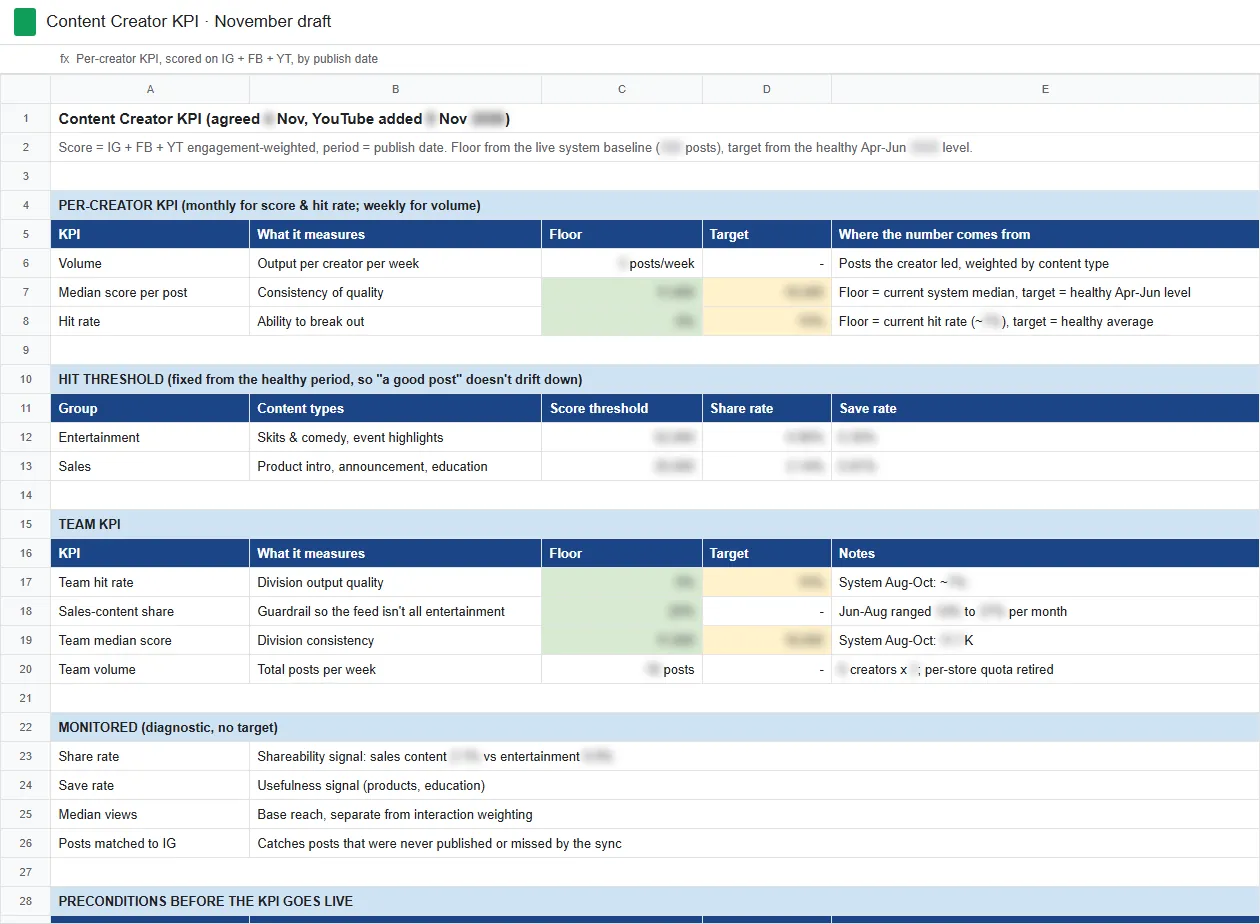 Content Creator KPI · November draft
fx Per-creator KPI, scored on IG + FB + YT, by publish date
A B C D E
1 Content Creator KPI (agreed Nov, YouTube added Nov )
2 Score = IG + FB + YT engagement-weighted, period = publish date. Floor from the live system baseline ( posts), target from the healthy Apr-Jun level.
3
4 PER-CREATOR KPI (monthly for score & hit rate; weekly for volume)
5 KPI What it measures Floor Target Where the number comes from
6 Volume Output per creator per week posts/week - Posts the creator led, weighted by content type
7 Median score per post Consistency of quality Floor = current system median, target = healthy Apr-Jun level
8 Hit rate Ability to break out Floor = current hit rate (~ ), target = healthy average
9
10 HIT THRESHOLD (fixed from the healthy period, so "a good post" doesn't drift down)
11 Group Content types Score threshold Share rate Save rate
12 Entertainment Skits & comedy, event highlights
13 Sales Product intro, announcement, education
14
15 TEAM KPI
16 KPI What it measures Floor Target Notes
17 Team hit rate Division output quality System Aug-Oct: ~
18 Sales-content share Guardrail so the feed isn't all entertainment - Jun-Aug ranged to per month
19 Team median score Division consistency System Aug-Oct: K
20 Team volume Total posts per week posts - creators x ; per-store quota retired
21
22 MONITORED (diagnostic, no target)
23 Share rate Shareability signal: sales content vs entertainment
24 Save rate Usefulness signal (products, education)
25 Median views Base reach, separate from interaction weighting
26 Posts matched to IG Catches posts that were never published or missed by the sync
27
28 PRECONDITIONS BEFORE THE KPI GOES LIVE